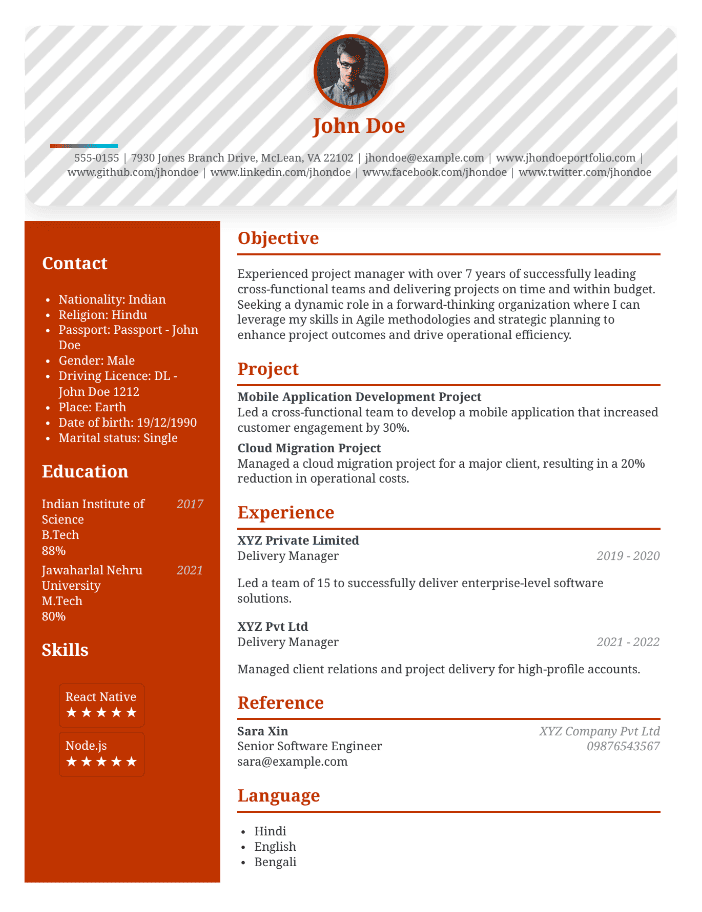 John Doe
555-0155 | 7930 Jones Branch Drive, McLean, VA 22102 | jhondoe@example.com | www.jhondoeportfolio.com |
www.github.com/jhondoe | www.linkedin.com/jhondoe | www.facebook.com/jhondoe | www.twitter.com/jhondoe
Contact
• Nationality: Indian
• Religion: Hindu
• Passport: Passport - John
Doe
• Gender: Male
• Driving Licence: DL -
John Doe 1212
• Place: Earth
• Date of birth: 19/12/1990
• Marital status: Single
Education
Indian Institute of 2017
Science
B.Tech
88%
Jawaharlal Nehru 2021
University
M.Tech
80%
Skills
React Native
★★★★★
Node.js
★★★★★
Objective
Experienced project manager with over 7 years of successfully leading
cross-functional teams and delivering projects on time and within budget.
Seeking a dynamic role in a forward-thinking organization where I can
leverage my skills in Agile methodologies and strategic planning to
enhance project outcomes and drive operational efficiency.
Project
Mobile Application Development Project
Led a cross-functional team to develop a mobile application that increased
customer engagement by 30%.
Cloud Migration Project
Managed a cloud migration project for a major client, resulting in a 20%
reduction in operational costs.
Experience
XYZ Private Limited
Delivery Manager 2019 - 2020
Led a team of 15 to successfully deliver enterprise-level software
solutions.
XYZ Pvt Ltd
Delivery Manager 2021 - 2022
Managed client relations and project delivery for high-profile accounts.
Reference
Sara Xin XYZ Company Pvt Ltd
Senior Software Engineer 09876543567
sara@example.com
Language
• Hindi
• English
• Bengali